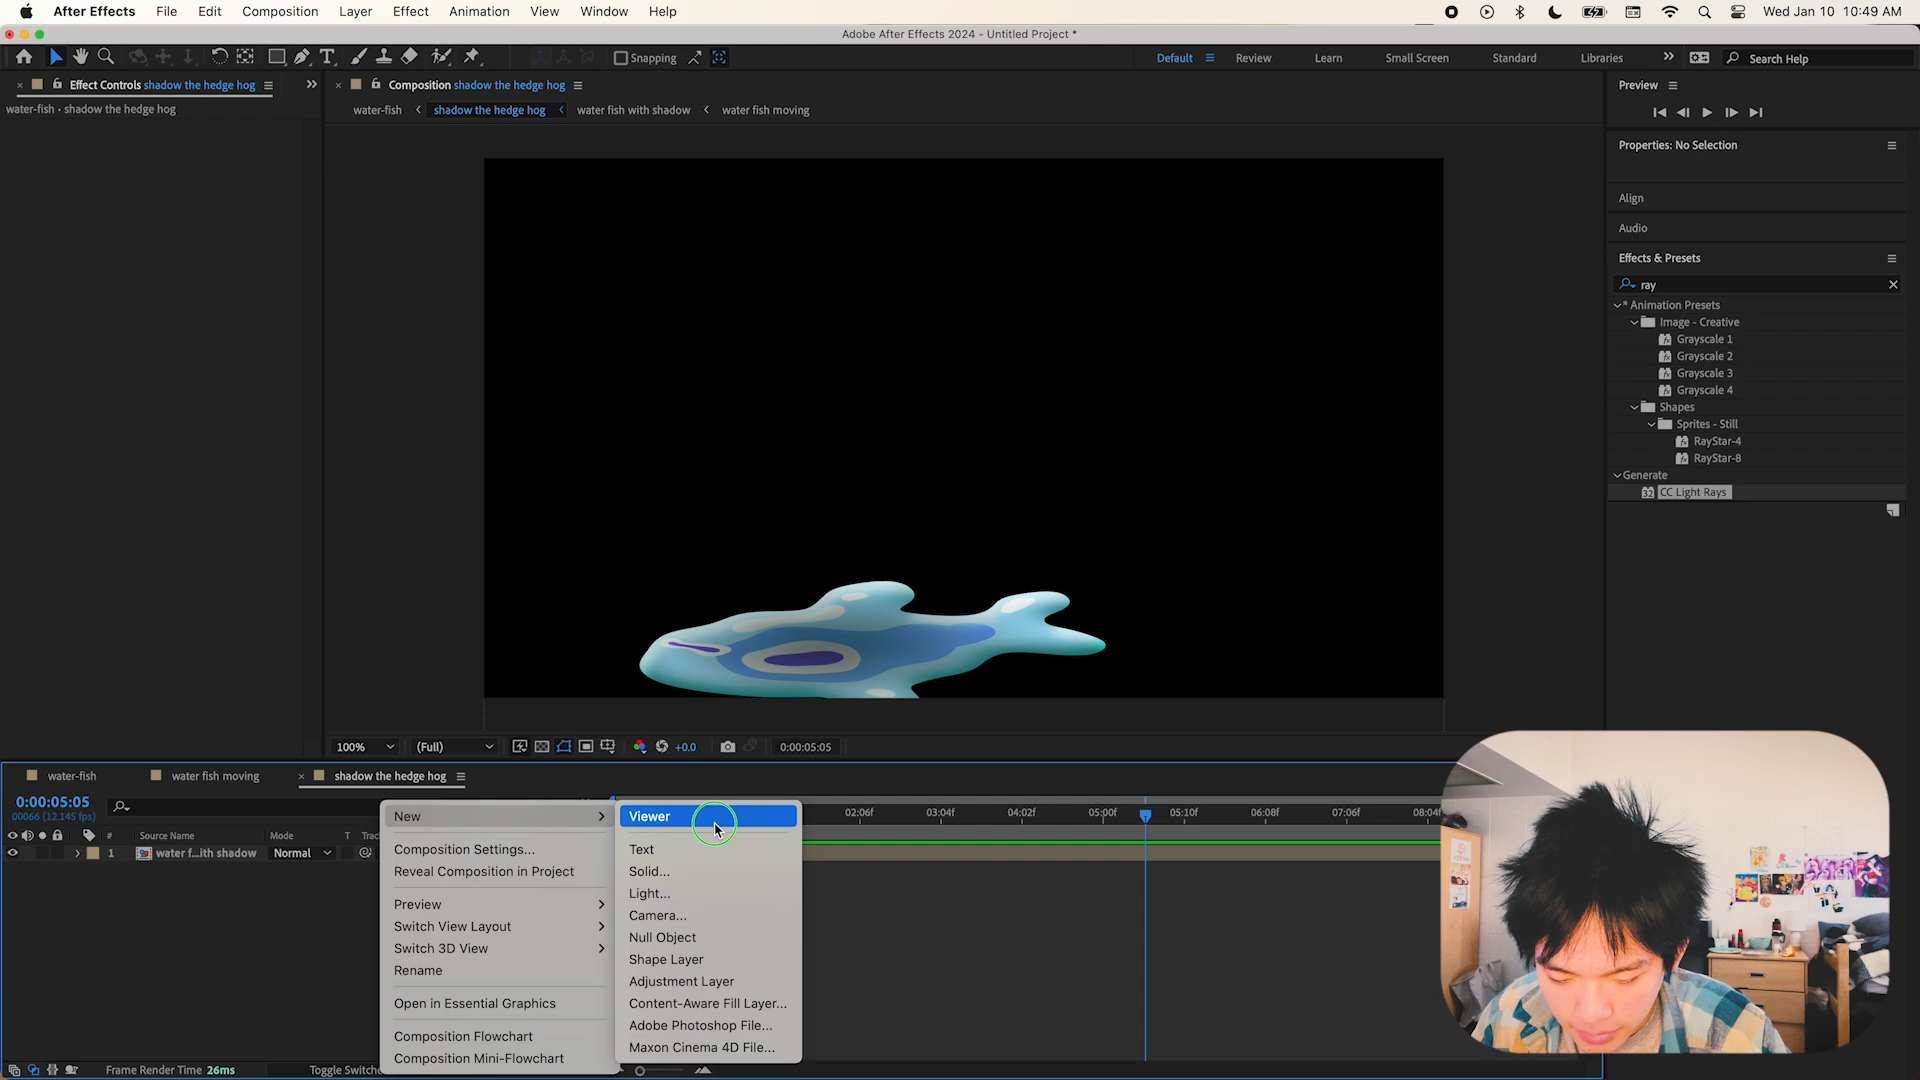 After Effects File Edit Composition Layer Effect Animation View Window Help Wed Jan 10 10:49 AM
Adobe After Effects 2024 - Untitled Project *
Snapping Default Review Learn Small Screen Standard Libraries Search Help
Effect Controls shadow the hedge hog
water-fish • shadow the hedge hog
Composition shadow the hedge hog
water-fish shadow the hedge hog water fish with shadow water fish moving
Preview
Properties: No Selection
Align
Audio
Effects & Presets
ray
* Animation Presets
Image - Creative
Grayscale 1
Grayscale 2
Grayscale 3
Grayscale 4
Shapes
Sprites - Still
RayStar-4
RayStar-8
Generate
32 CC Light Rays
100% (Full) +0.0 0:00:05:05
water-fish water fish moving shadow the hedge hog
0:00:05:05
00066 (12.145 fps)
# Source Name Mode T Trac
1 water f...ith shadow Normal
02:06f 03:04f 04:02f 05:00f 05:10f 06:08f 07:06f 08:04f
New
Composition Settings...
Reveal Composition in Project
Preview
Switch View Layout
Switch 3D View
Rename
Open in Essential Graphics
Composition Flowchart
Composition Mini-Flowchart
Viewer
Text
Solid...
Light...
Camera...
Null Object
Shape Layer
Adjustment Layer
Content-Aware Fill Layer...
Adobe Photoshop File...
Maxon Cinema 4D File...
Frame Render Time 26ms Toggle Switche